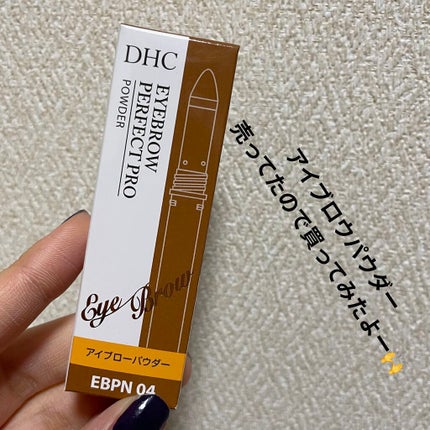 DHC
EYEBROW
PERFECT PRO
POWDER
Eye Brow
アイブローパウダー
EBPN 04
アイブロウパウダー
売ってたので買ってみたよー✨